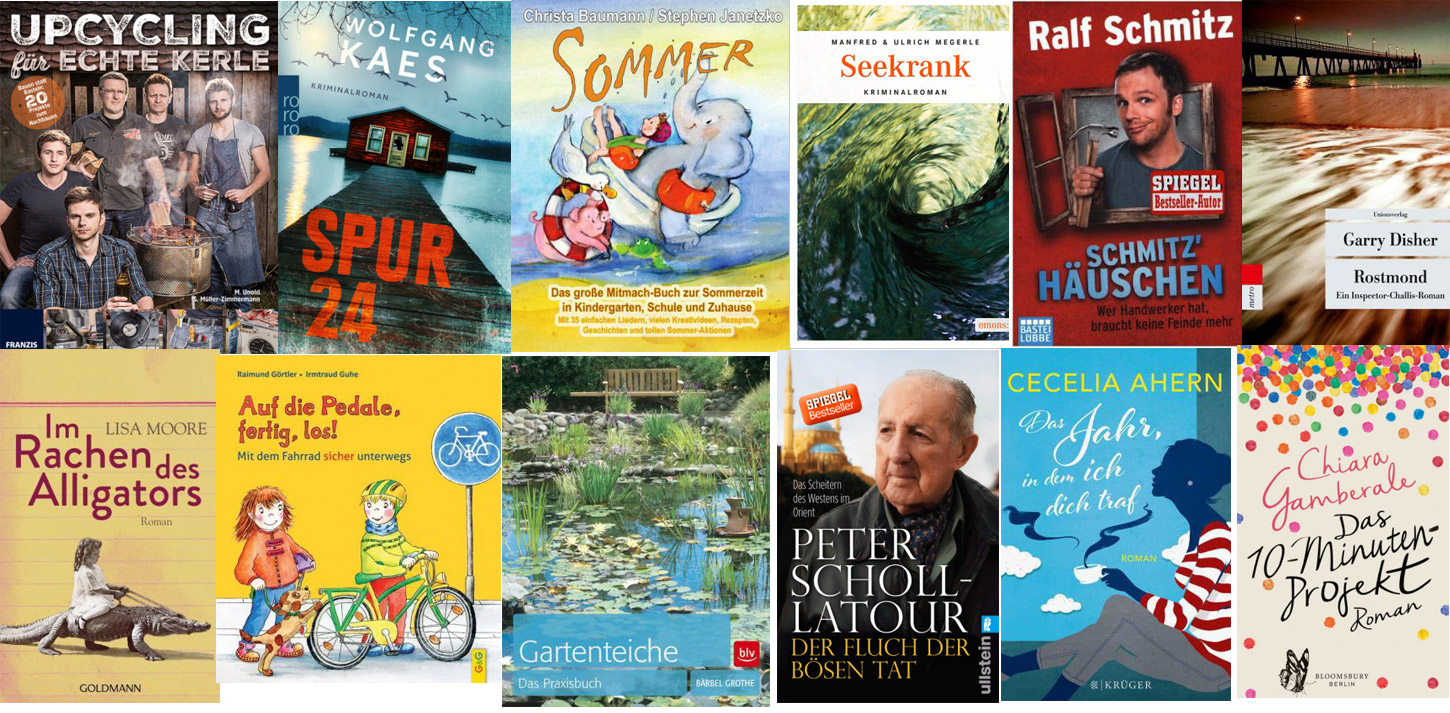 UPCYCLING
für ECHTE KERLE
Bauen statt
Basteln:
20
Projekte
zum
Nachbauen
M. Unold
S. Müller-Zimmermann
FRANZIS
WOLFGANG
KAES
KRIMINALROMAN
ro
ro
ro
SPUR
24
Christa Baumann / Stephen Janetzko
SOMMER
Das große Mitmach-Buch zur Sommerzeit
in Kindergarten, Schule und Zuhause
Mit 35 einfachen Liedern, vielen Kreativideen, Rezepten,
Geschichten und tollen Sommer-Aktionen
MANFRED & ULRICH MEGERLE
Seekrank
KRIMINALROMAN
emons:
Ralf Schmitz
SPIEGEL
Bestseller-Autor
SCHMITZ'
HÄUSCHEN
Wer Handwerker hat,
braucht keine Feinde mehr
BASTEI
LÜBBE
Unionsverlag
Garry Disher
Rostmond
Ein Inspector-Challis-Roman
metro
Im
LISA MOORE
Rachen des
Alligators
Roman
GOLDMANN
Raimund Görtler • Irmtraud Guhe
Auf die Pedale,
fertig, los!
Mit dem Fahrrad sicher unterwegs
G&G
Gartenteiche
Das Praxisbuch
blv
BÄRBEL GROTHE
SPIEGEL
Bestseller
Das Scheitern
des Westens im
Orient
PETER
SCHOLL-
LATOUR
DER FLUCH DER
BÖSEN TAT
ullstein
CECELIA AHERN
Das Jahr,
in dem ich
dich traf
ROMAN
KRÜGER
Chiara
Gamberale
Das
10-Minuten-
Projekt
Roman
BLOOMSBURY
BERLIN